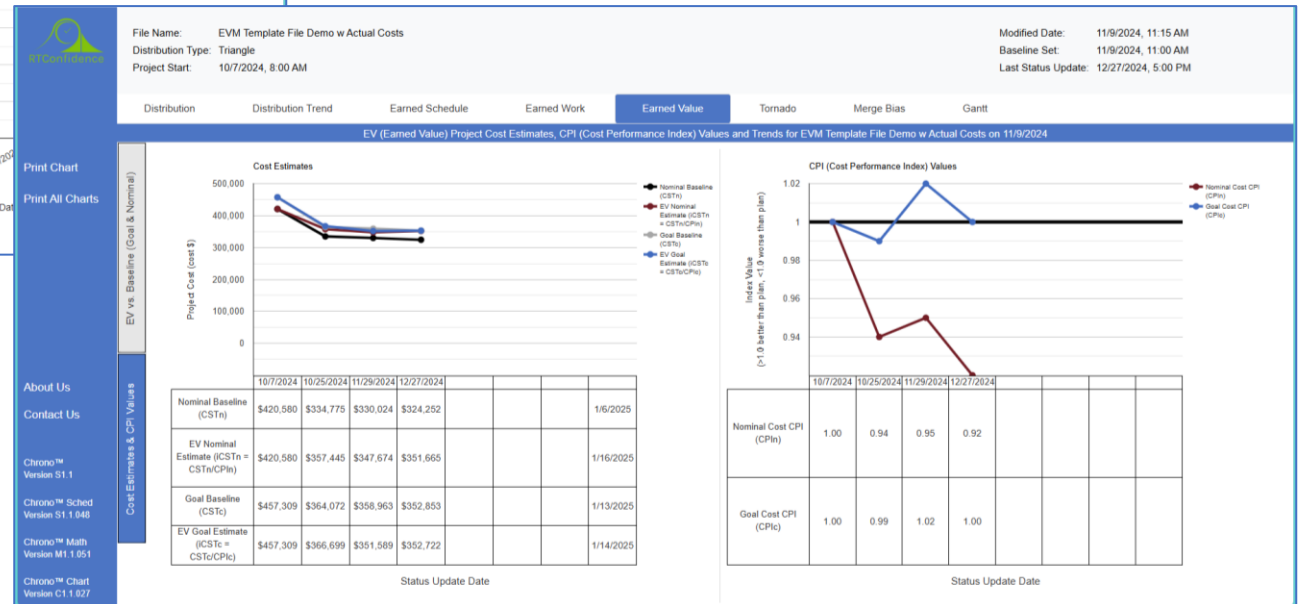 RTConfidence
File Name: EVM Template File Demo w Actual Costs
Distribution Type: Triangle
Project Start: 10/7/2024, 8:00 AM
Modified Date: 11/9/2024, 11:15 AM
Baseline Set: 11/9/2024, 11:00 AM
Last Status Update: 12/27/2024, 5:00 PM
Distribution Distribution Trend Earned Schedule Earned Work Earned Value Tornado Merge Bias Gantt
EV (Earned Value) Project Cost Estimates, CPI (Cost Performance Index) Values and Trends for EVM Template File Demo w Actual Costs on 11/9/2024
Print Chart
Print All Charts
About Us
Contact Us
Chrono™
Version S1.1
Chrono™ Sched
Version S1.1.048
Chrono™ Math
Version M1.1.051
Chrono™ Chart
Version C1.1.027
EV vs. Baseline (Goal & Nominal)
Cost Estimates & CPI Values
Cost Estimates
Project Cost (cost $)
500,000
400,000
300,000
200,000
100,000
0
Nominal Baseline
(CSTn)
EV Nominal
Estimate (iCSTn
= CSTn/CPIn)
Goal Baseline
(CSTc)
EV Goal
Estimate (iCSTc
= CSTc/CPIc)
10/7/2024 10/25/2024 11/29/2024 12/27/2024
Nominal Baseline
(CSTn)
$420,580 $334,775 $330,024 $324,252 1/6/2025
EV Nominal
Estimate (iCSTn =
CSTn/CPIn)
$420,580 $357,445 $347,674 $351,665 1/16/2025
Goal Baseline
(CSTc)
$457,309 $364,072 $358,963 $352,853 1/13/2025
EV Goal Estimate
(iCSTc =
CSTc/CPIc)
$457,309 $366,699 $351,589 $352,722 1/14/2025
Status Update Date
CPI (Cost Performance Index) Values
Index Value
(>1.0 better than plan, <1.0 worse than plan)
1.02
1
0.98
0.96
0.94
Nominal Cost CPI
(CPIn)
Goal Cost CPI
(CPIc)
10/7/2024 10/25/2024 11/29/2024 12/27/2024
Nominal Cost CPI
(CPIn)
1.00 0.94 0.95 0.92
Goal Cost CPI
(CPIc)
1.00 0.99 1.02 1.00
Status Update Date